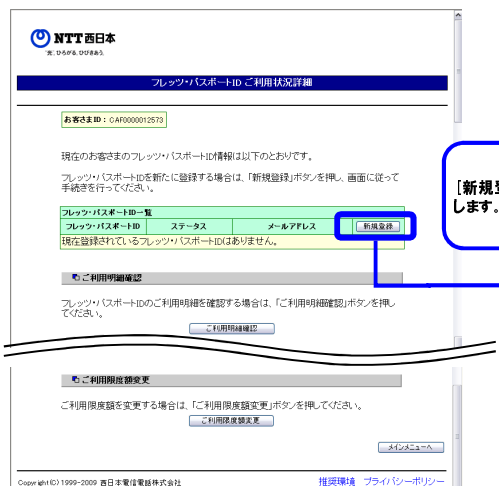 NTT西日本
光、ひろがる、ひびきあう。
フレッツ・パスポートID ご利用状況詳細
お客さまID：CAF0000012573
現在のお客さまのフレッツ・パスポートID情報は以下のとおりです。
フレッツ・パスポートIDを新たに登録する場合は、「新規登録」ボタンを押し、画面に従って
手続きを行ってください。
フレッツ・パスポートID一覧
フレッツ・パスポートID ステータス メールアドレス 新規登録
現在登録されているフレッツ・パスポートIDはありません。
[新規登
します。
ご利用明細確認
フレッツ・パスポートIDのご利用明細を確認する場合は、「ご利用明細確認」ボタンを押し
てください。
ご利用明細確認
ご利用限度額変更
ご利用限度額を変更する場合は、「ご利用限度額変更」ボタンを押してください。
ご利用限度額変更
メインメニューへ
Copyright(C) 1999-2009 西日本電信電話株式会社 推奨環境 プライバシーポリシー